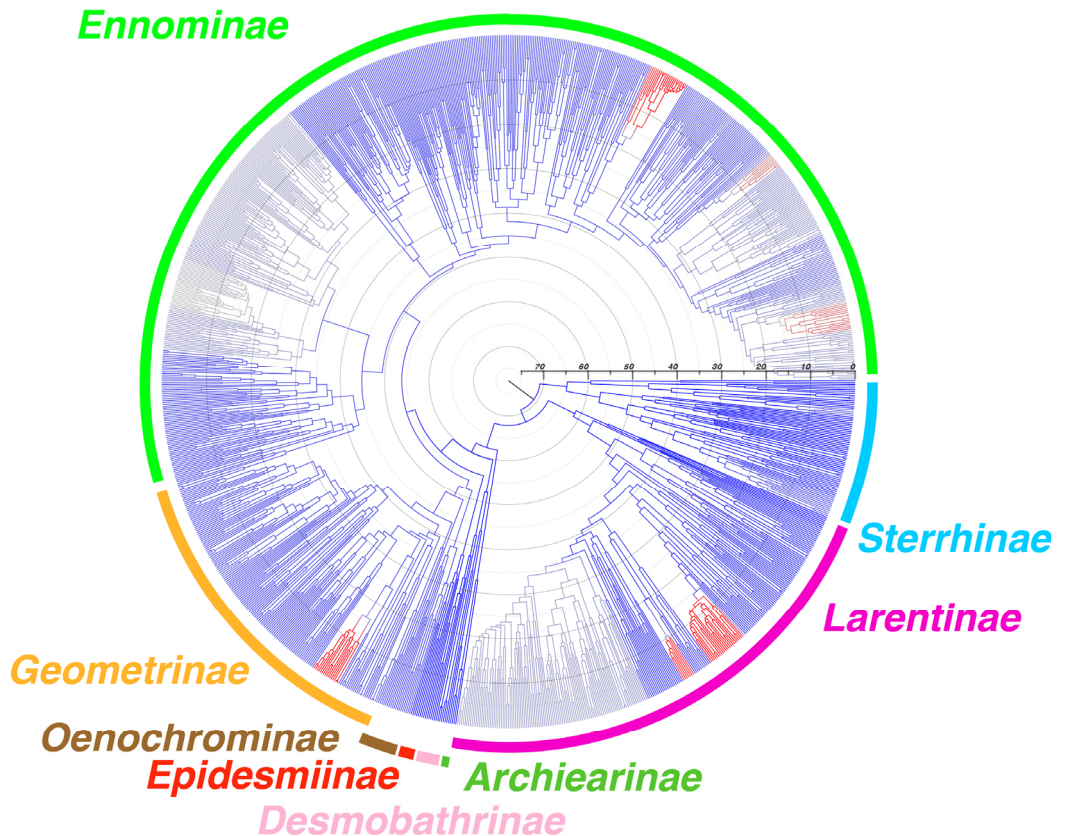 Ennominae
70 60 50 40 30 20 10 0
Sterrhinae
Larentinae
Geometrinae
Oenochrominae
Epidesmiinae
Archiearinae
Desmobathrinae